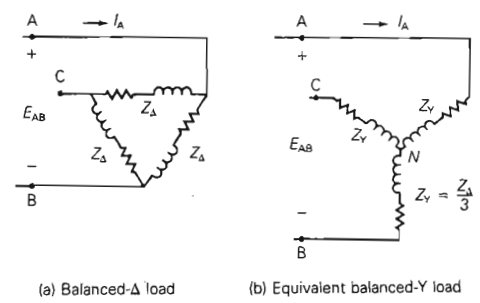 A I_A
+
C
Z_Δ
E_AB
Z_Δ Z_Δ
−
B
(a) Balanced-Δ load
A I_A
+
C
Z_Y
Z_Y
E_AB
N
Z_Y = Z_Δ/3
−
B
(b) Equivalent balanced-Y load